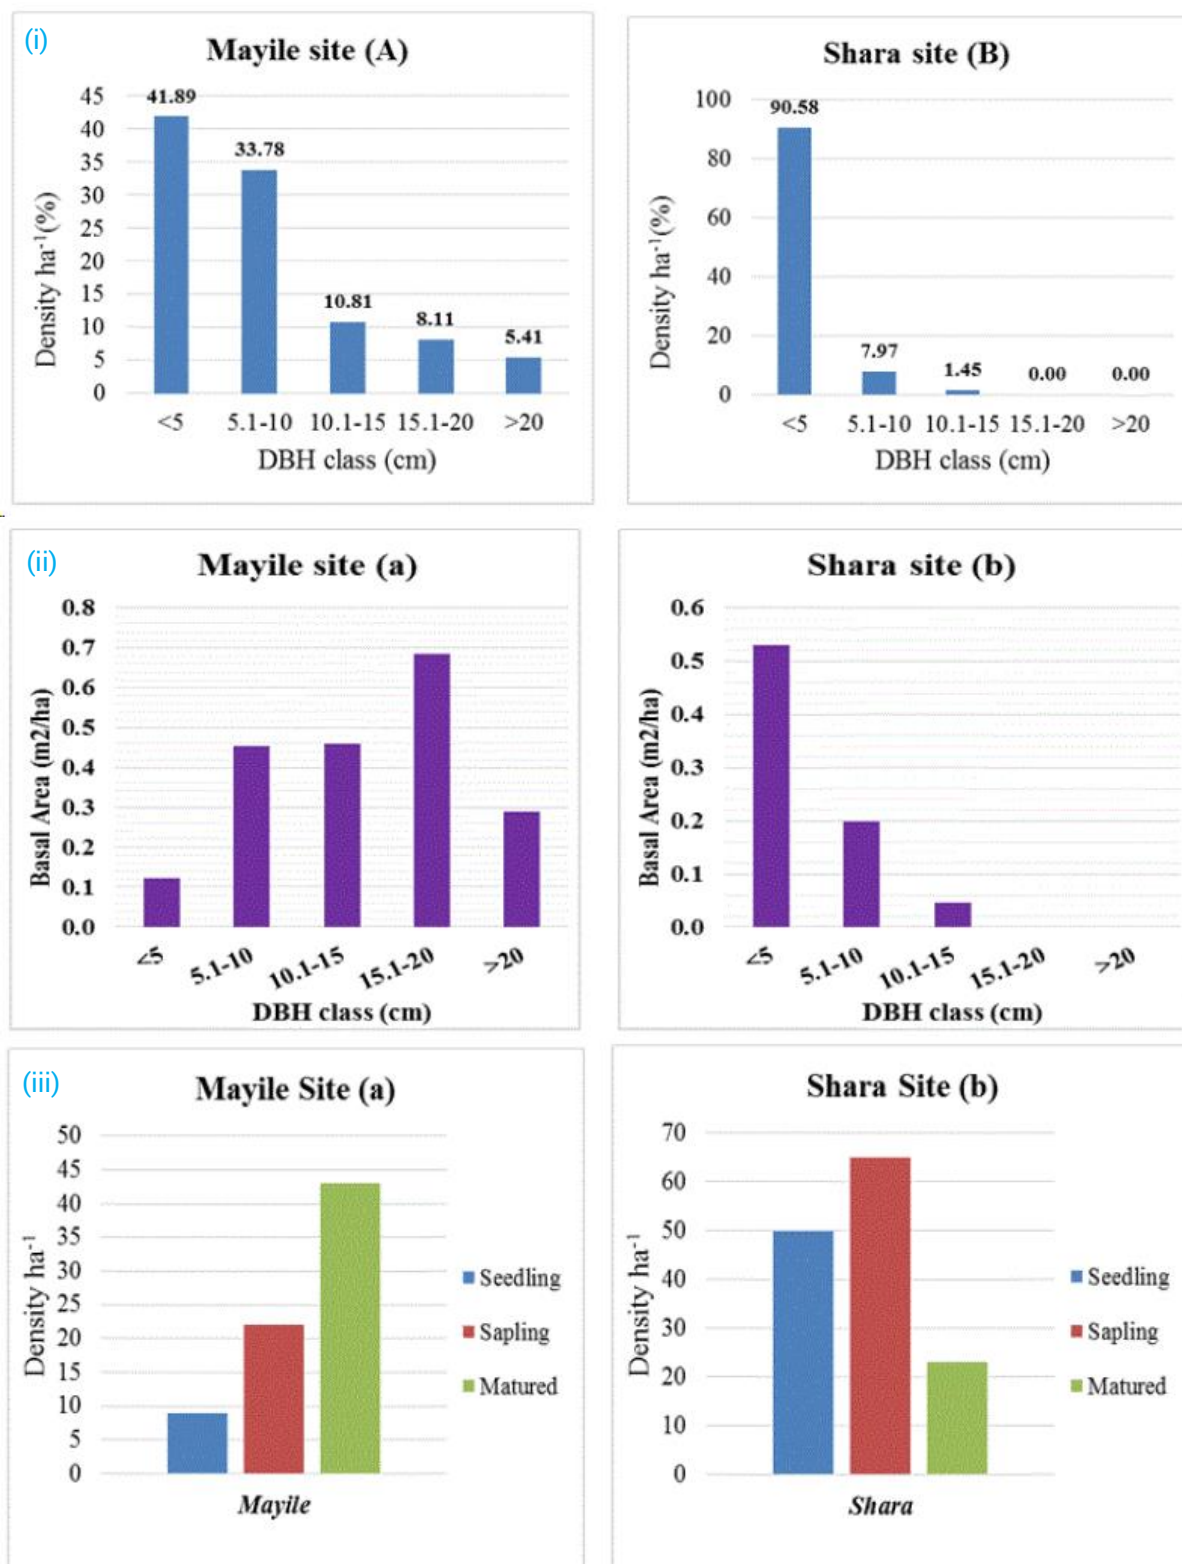 (i)
Mayile site (A)
Density ha⁻¹(%)
45
40
35
30
25
20
15
10
5
0
41.89
33.78
10.81
8.11
5.41
<5 5.1-10 10.1-15 15.1-20 >20
DBH class (cm)
Shara site (B)
Density ha⁻¹(%)
100
80
60
40
20
0
90.58
7.97
1.45
0.00
0.00
<5 5.1-10 10.1-15 15.1-20 >20
DBH class (cm)
(ii)
Mayile site (a)
Basal Area (m2/ha)
0.8
0.7
0.6
0.5
0.4
0.3
0.2
0.1
0.0
<5 5.1-10 10.1-15 15.1-20 >20
DBH class (cm)
Shara site (b)
Basal Area (m2/ha)
0.6
0.5
0.4
0.3
0.2
0.1
0.0
<5 5.1-10 10.1-15 15.1-20 >20
DBH class (cm)
(iii)
Mayile Site (a)
Density ha⁻¹
50
45
40
35
30
25
20
15
10
5
0
Mayile
Seedling
Sapling
Matured
Shara Site (b)
Density ha⁻¹
70
60
50
40
30
20
10
0
Shara
Seedling
Sapling
Matured